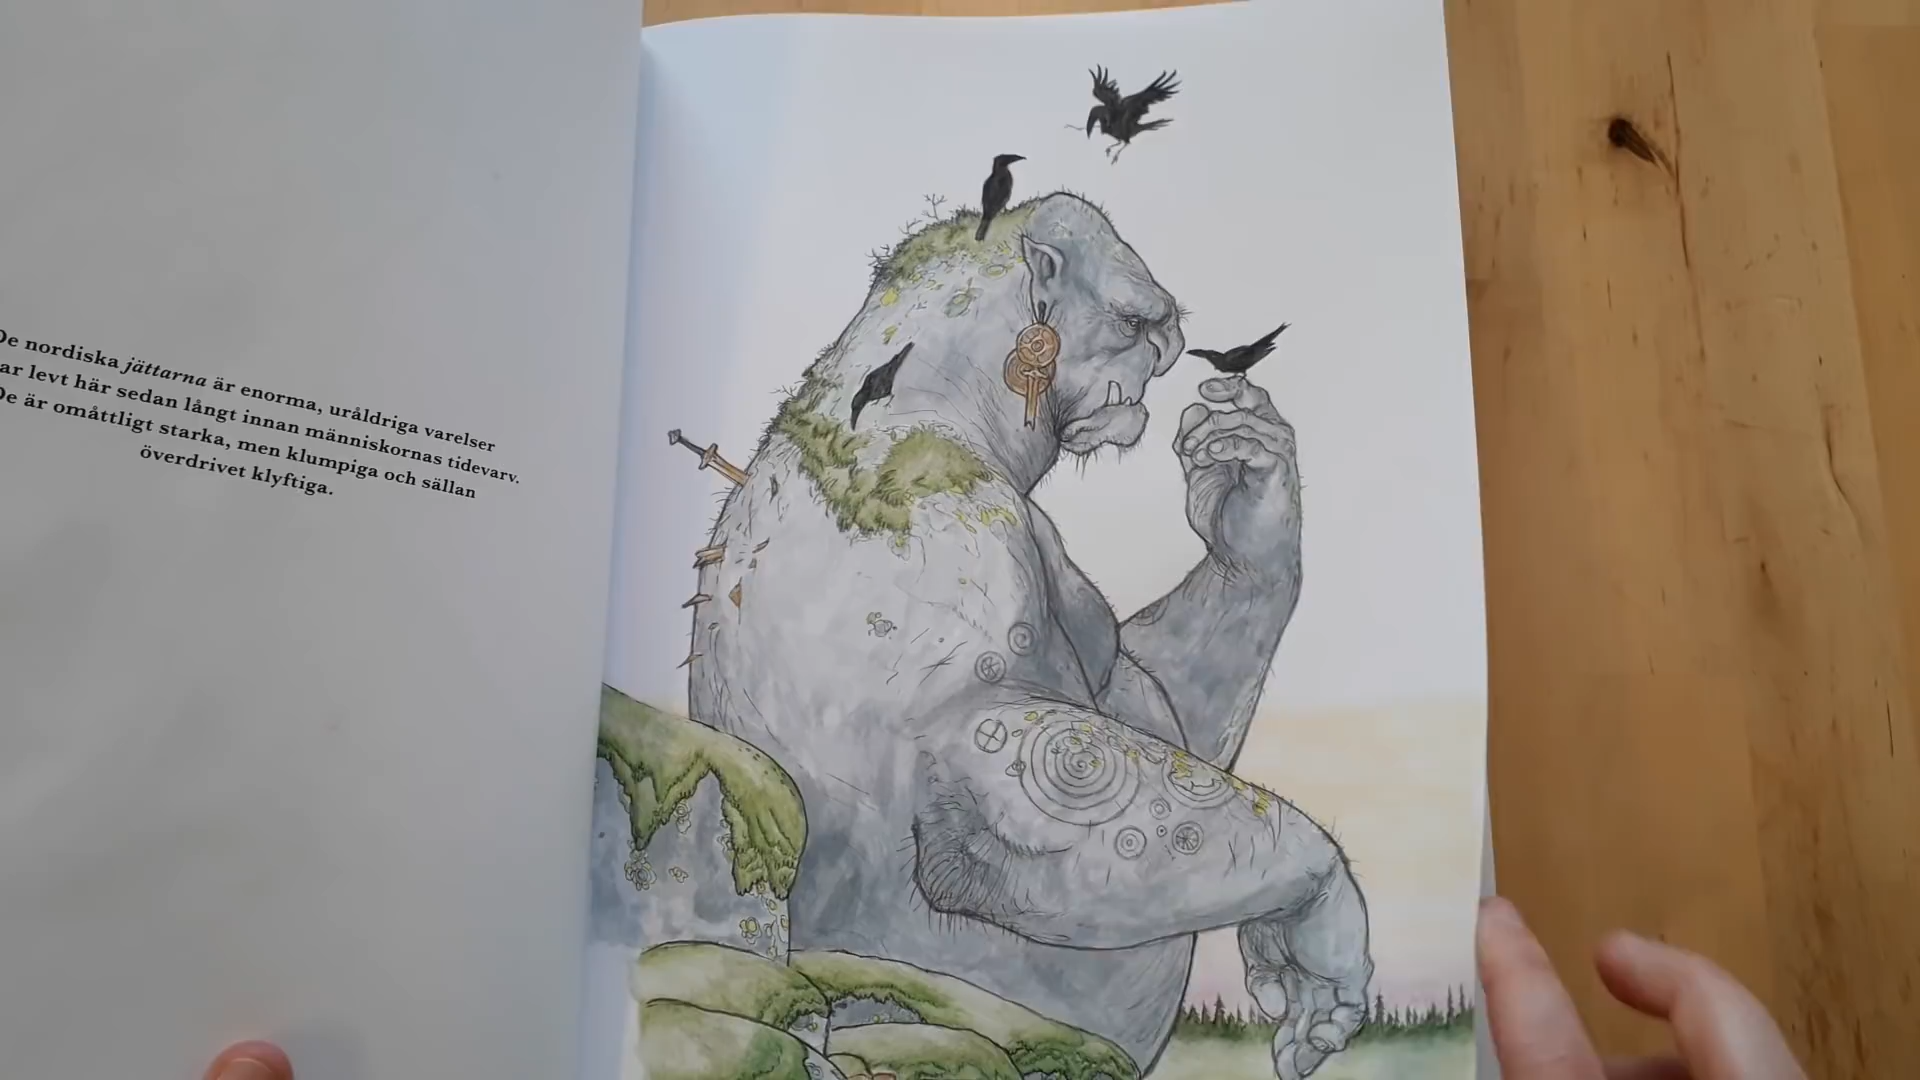 De nordiska jättarna är enorma, uråldriga varelser
ar levt här sedan långt innan människornas tidevarv.
De är omåttligt starka, men klumpiga och sällan
överdrivet klyftiga.